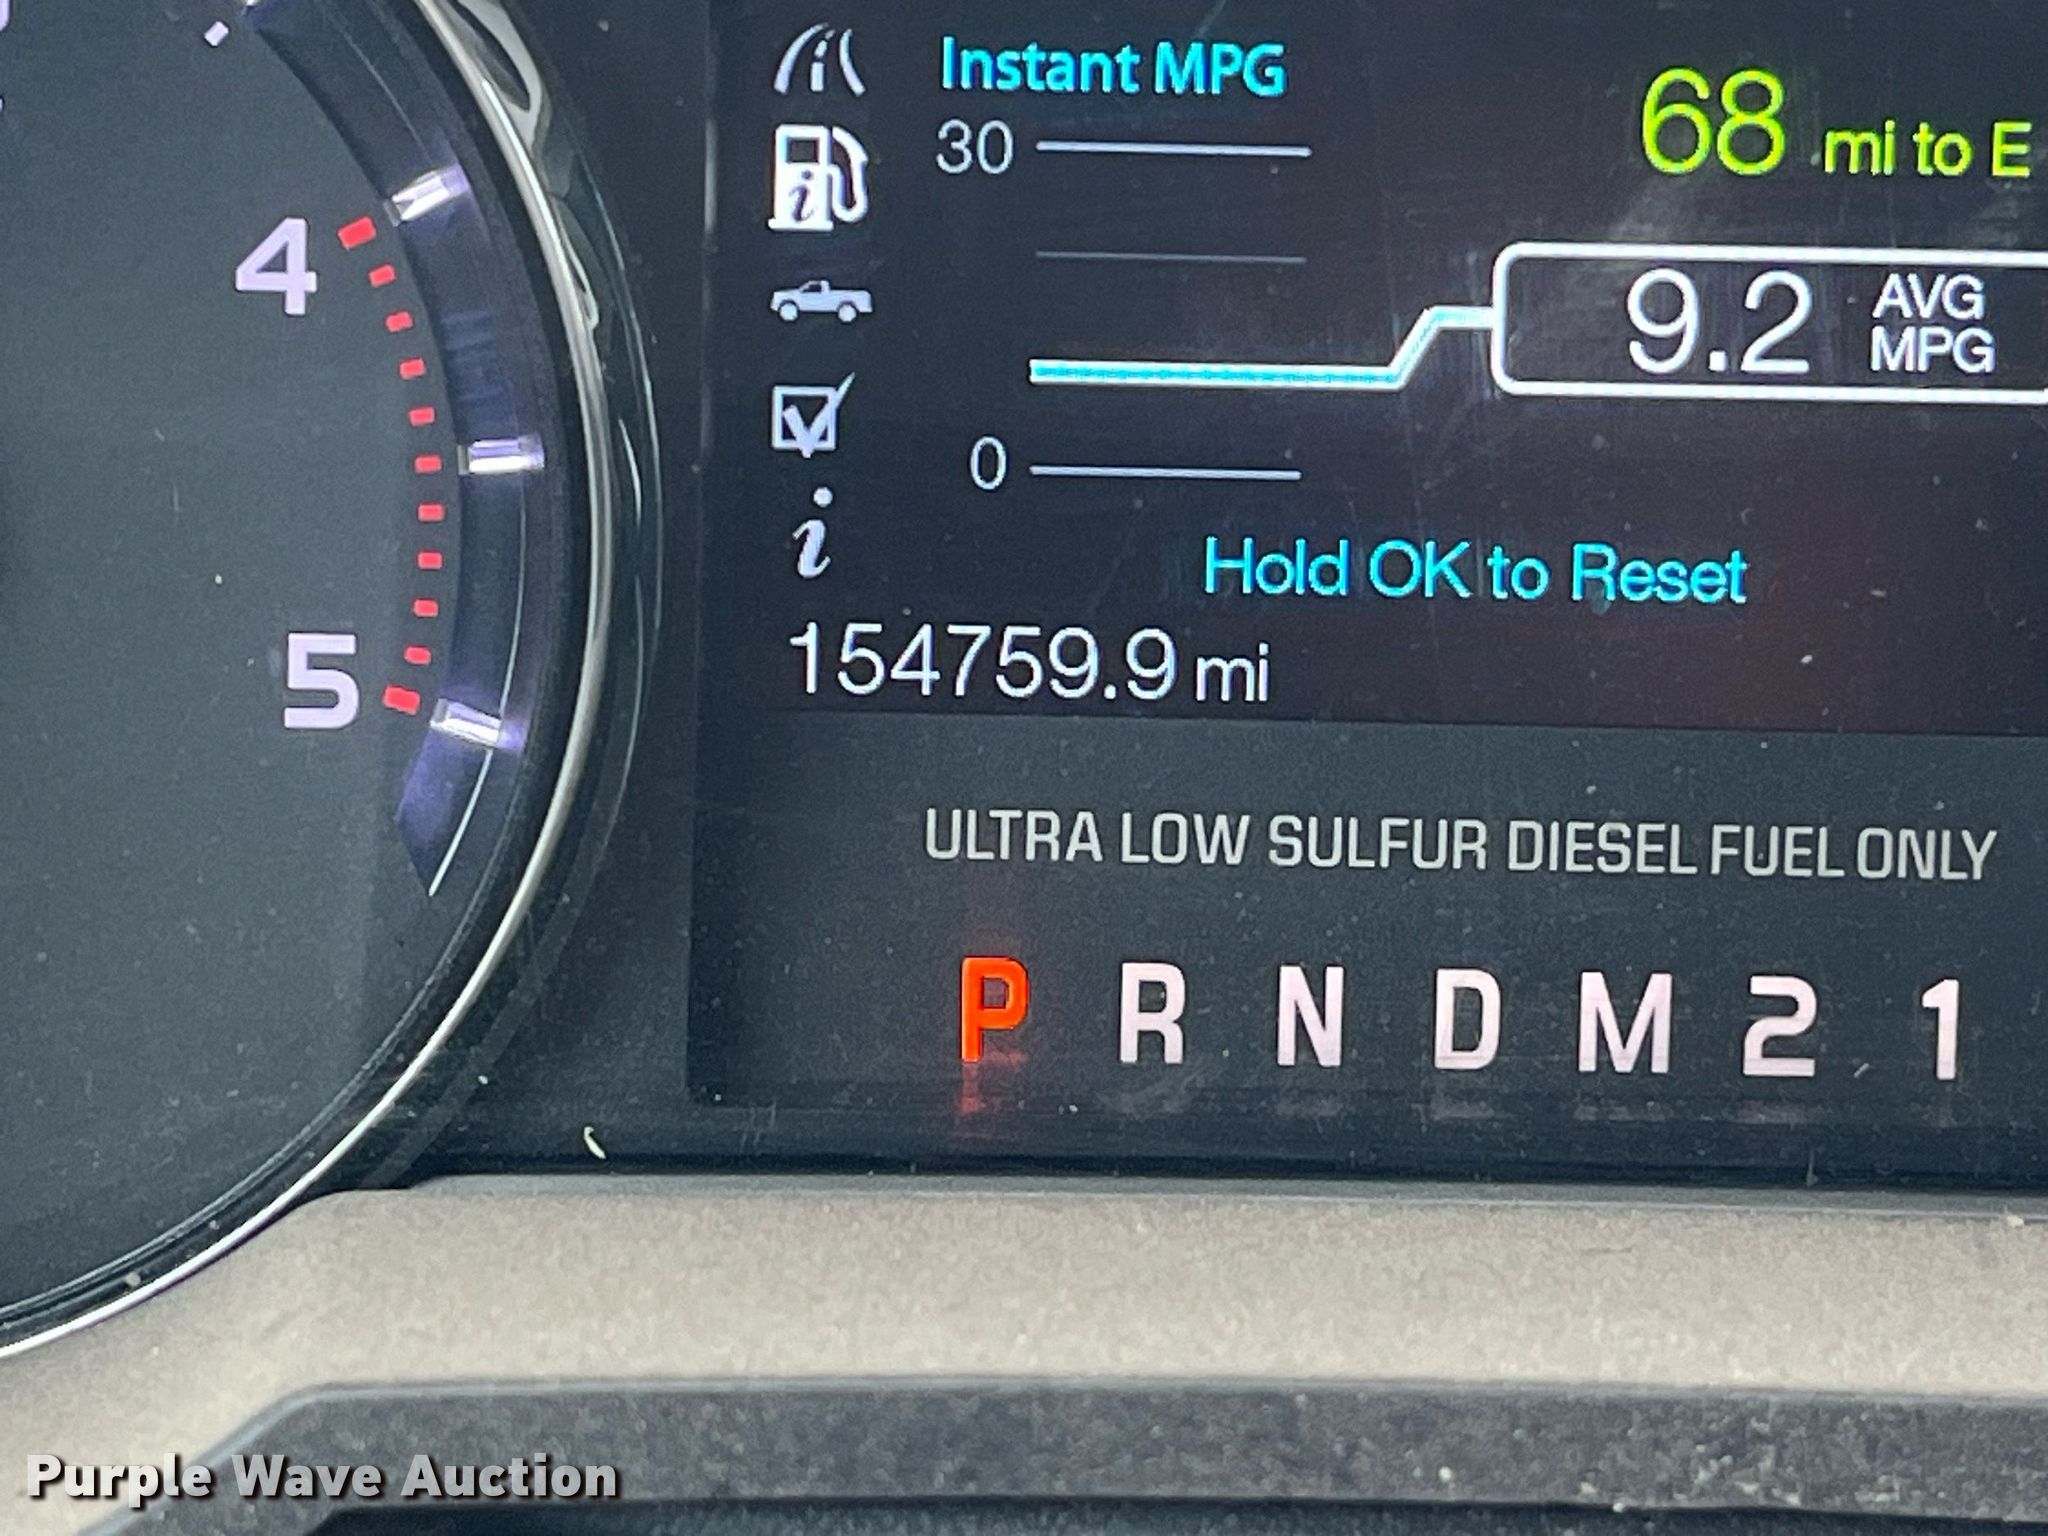 Instant MPG
30
68 mi to E
4
9.2 AVG MPG
0
Hold OK to Reset
5
154759.9 mi
ULTRA LOW SULFUR DIESEL FUEL ONLY
P R N D M 2 1
Purple Wave Auction